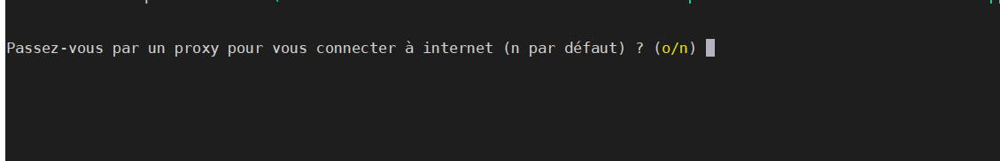 Passez-vous par un proxy pour vous connecter à internet (n par défaut) ? (o/n)